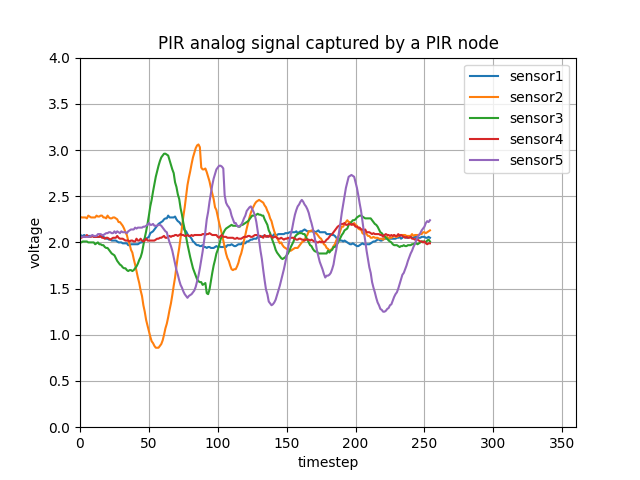 PIR analog signal captured by a PIR node
4.0
3.5
3.0
2.5
2.0
1.5
1.0
0.5
0.0
voltage
sensor1
sensor2
sensor3
sensor4
sensor5
0 50 100 150 200 250 300 350
timestep